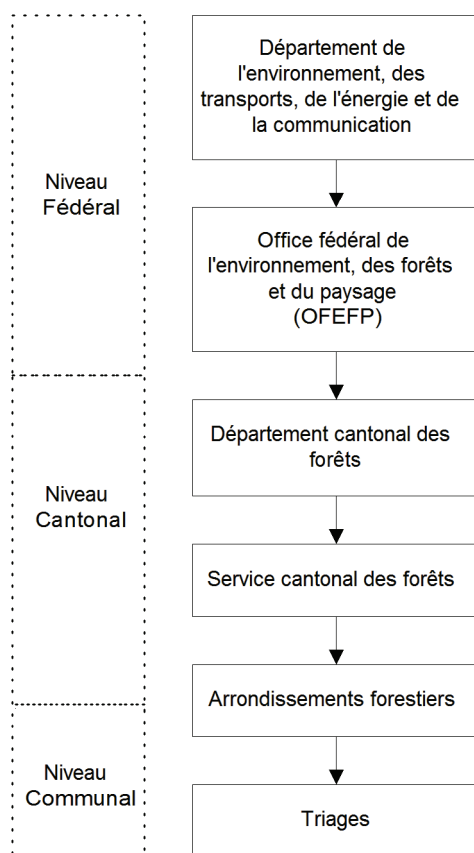 Niveau
Fédéral
Niveau
Cantonal
Niveau
Communal
Département de
l'environnement, des
transports, de l'énergie et de
la communication
Office fédéral de
l'environnement, des forêts
et du paysage
(OFEFP)
Département cantonal des
forêts
Service cantonal des forêts
Arrondissements forestiers
Triages